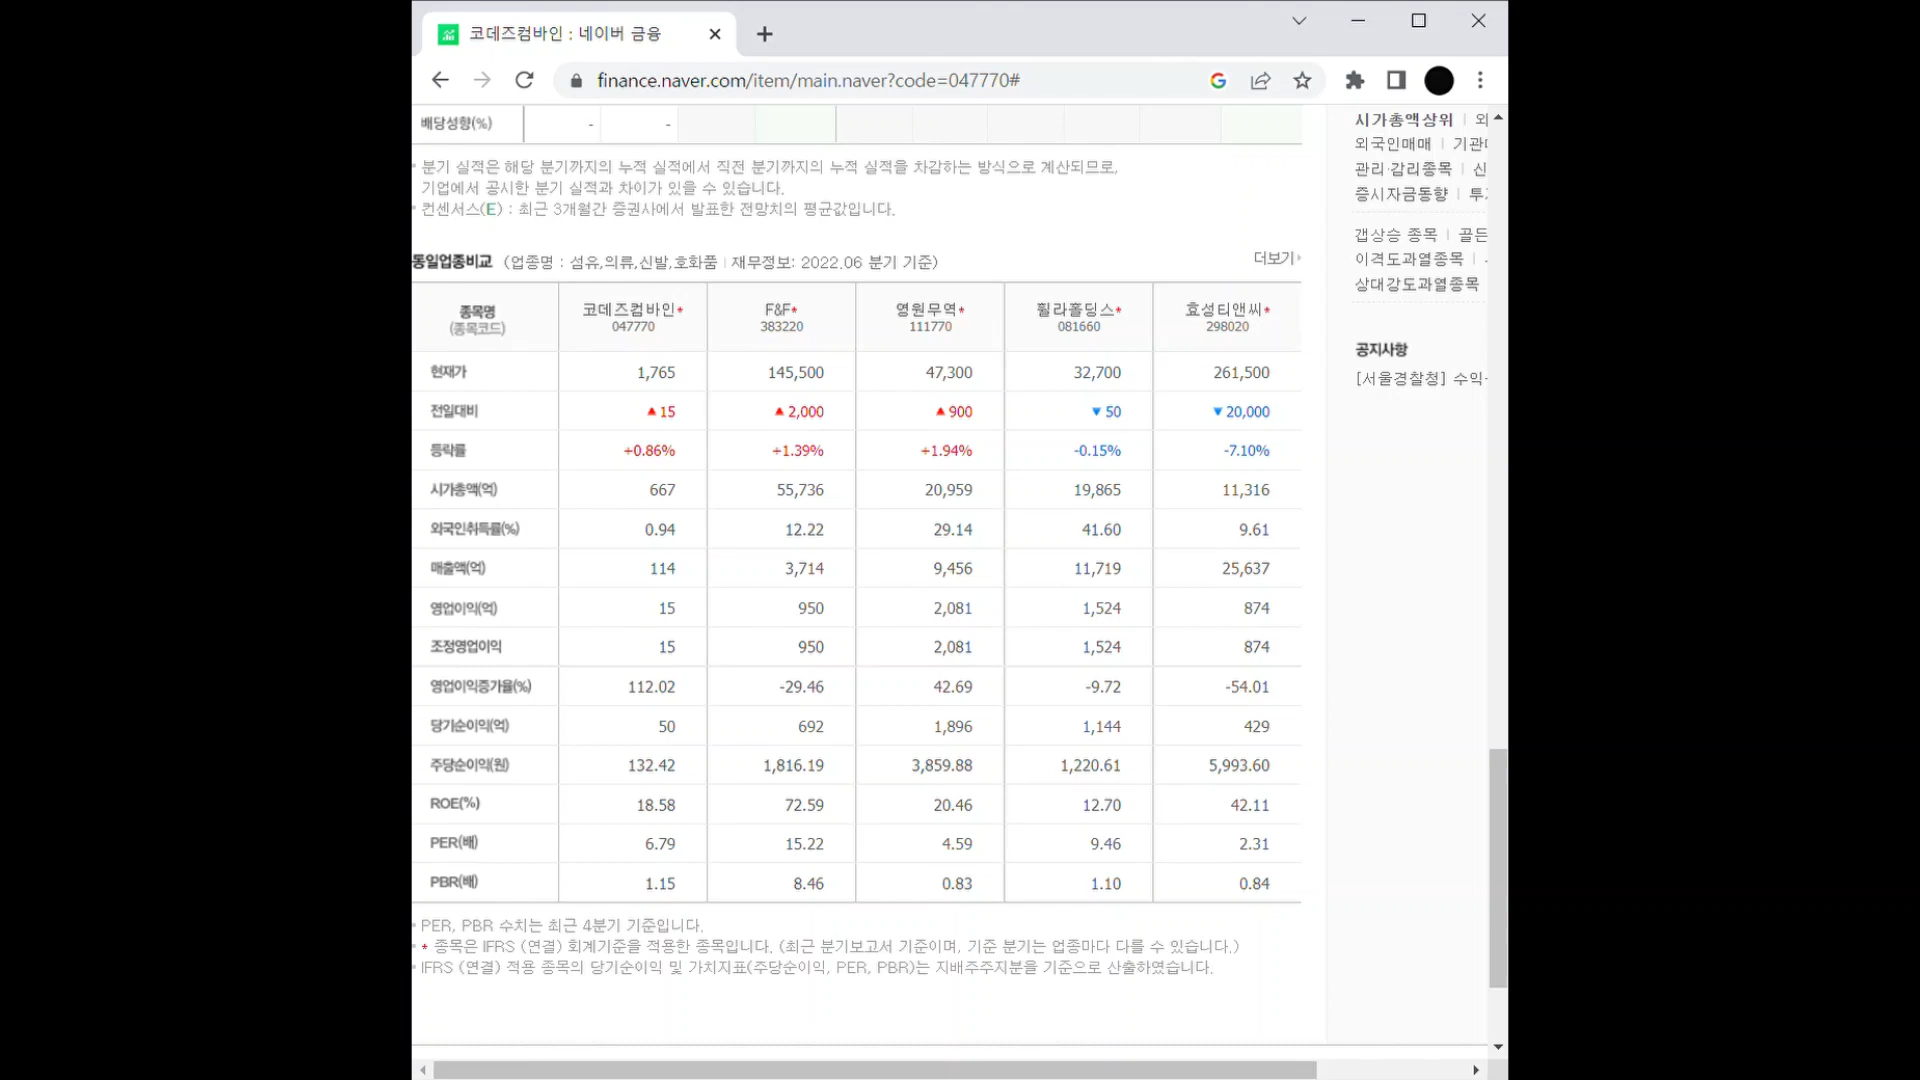 코데즈컴바인 : 네이버 금융
finance.naver.com/item/main.naver?code=047770#
배당성향(%) - -
분기 실적은 해당 분기까지의 누적 실적에서 직전 분기까지의 누적 실적을 차감하는 방식으로 계산되므로,
기업에서 공시한 분기 실적과 차이가 있을 수 있습니다.
컨센서스(E) : 최근 3개월간 증권사에서 발표한 전망치의 평균값입니다.
동일업종비교 (업종명 : 섬유,의류,신발,호화품 | 재무정보: 2022.06 분기 기준) 더보기
종목명 코데즈컴바인* F&F* 영원무역* 휠라홀딩스* 효성티앤씨*
(종목코드) 047770 383220 111770 081660 298020
현재가 1,765 145,500 47,300 32,700 261,500
전일대비 ▲15 ▲2,000 ▲900 ▼50 ▼20,000
등락률 +0.86% +1.39% +1.94% -0.15% -7.10%
시가총액(억) 667 55,736 20,959 19,865 11,316
외국인취득률(%) 0.94 12.22 29.14 41.60 9.61
매출액(억) 114 3,714 9,456 11,719 25,637
영업이익(억) 15 950 2,081 1,524 874
조정영업이익 15 950 2,081 1,524 874
영업이익증가율(%) 112.02 -29.46 42.69 -9.72 -54.01
당기순이익(억) 50 692 1,896 1,144 429
주당순이익(원) 132.42 1,816.19 3,859.88 1,220.61 5,993.60
ROE(%) 18.58 72.59 20.46 12.70 42.11
PER(배) 6.79 15.22 4.59 9.46 2.31
PBR(배) 1.15 8.46 0.83 1.10 0.84
PER, PBR 수치는 최근 4분기 기준입니다.
* 종목은 IFRS (연결) 회계기준을 적용한 종목입니다. (최근 분기보고서 기준이며, 기준 분기는 업종마다 다를 수 있습니다.)
IFRS (연결) 적용 종목의 당기순이익 및 가치지표(주당순이익, PER, PBR)는 지배주주지분을 기준으로 산출하였습니다.
시가총액상위 | 외
외국인매매 | 기관
관리·감리종목 | 신
증시자금동향 | 투
갭상승 종목 | 골든
이격도과열종목 |
상대강도과열종목
공지사항
[서울경찰청] 수익